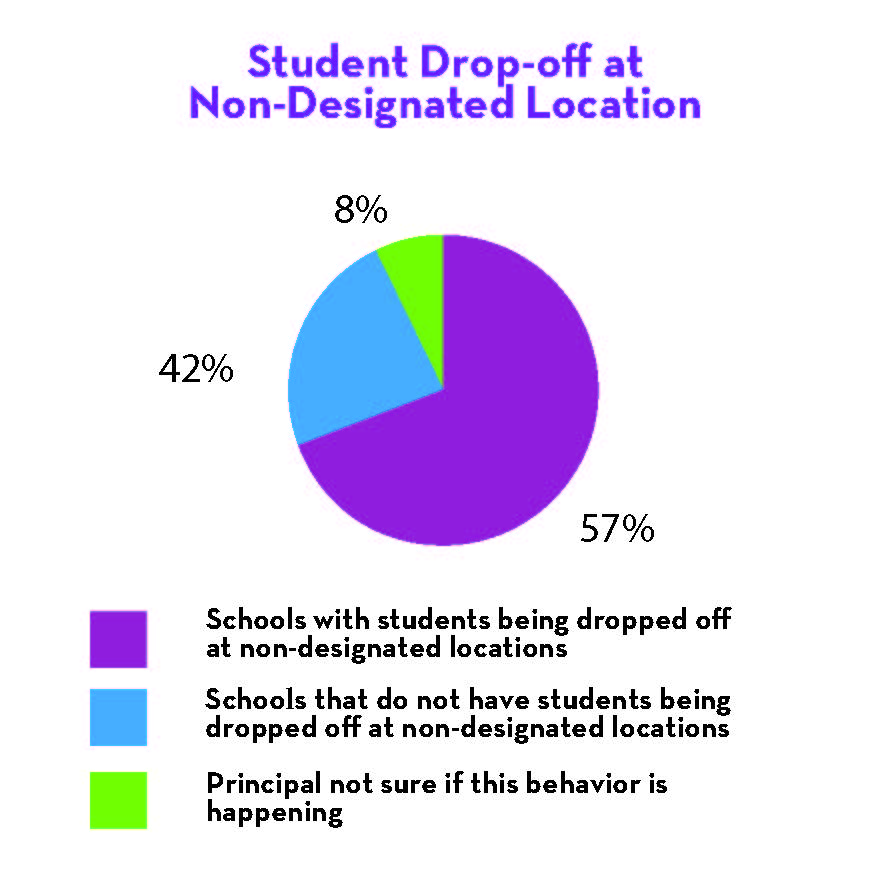 Student Drop-off at
Non-Designated Location
8%
42%
57%
Schools with students being dropped off
at non-designated locations
Schools that do not have students being
dropped off at non-designated locations
Principal not sure if this behavior is
happening